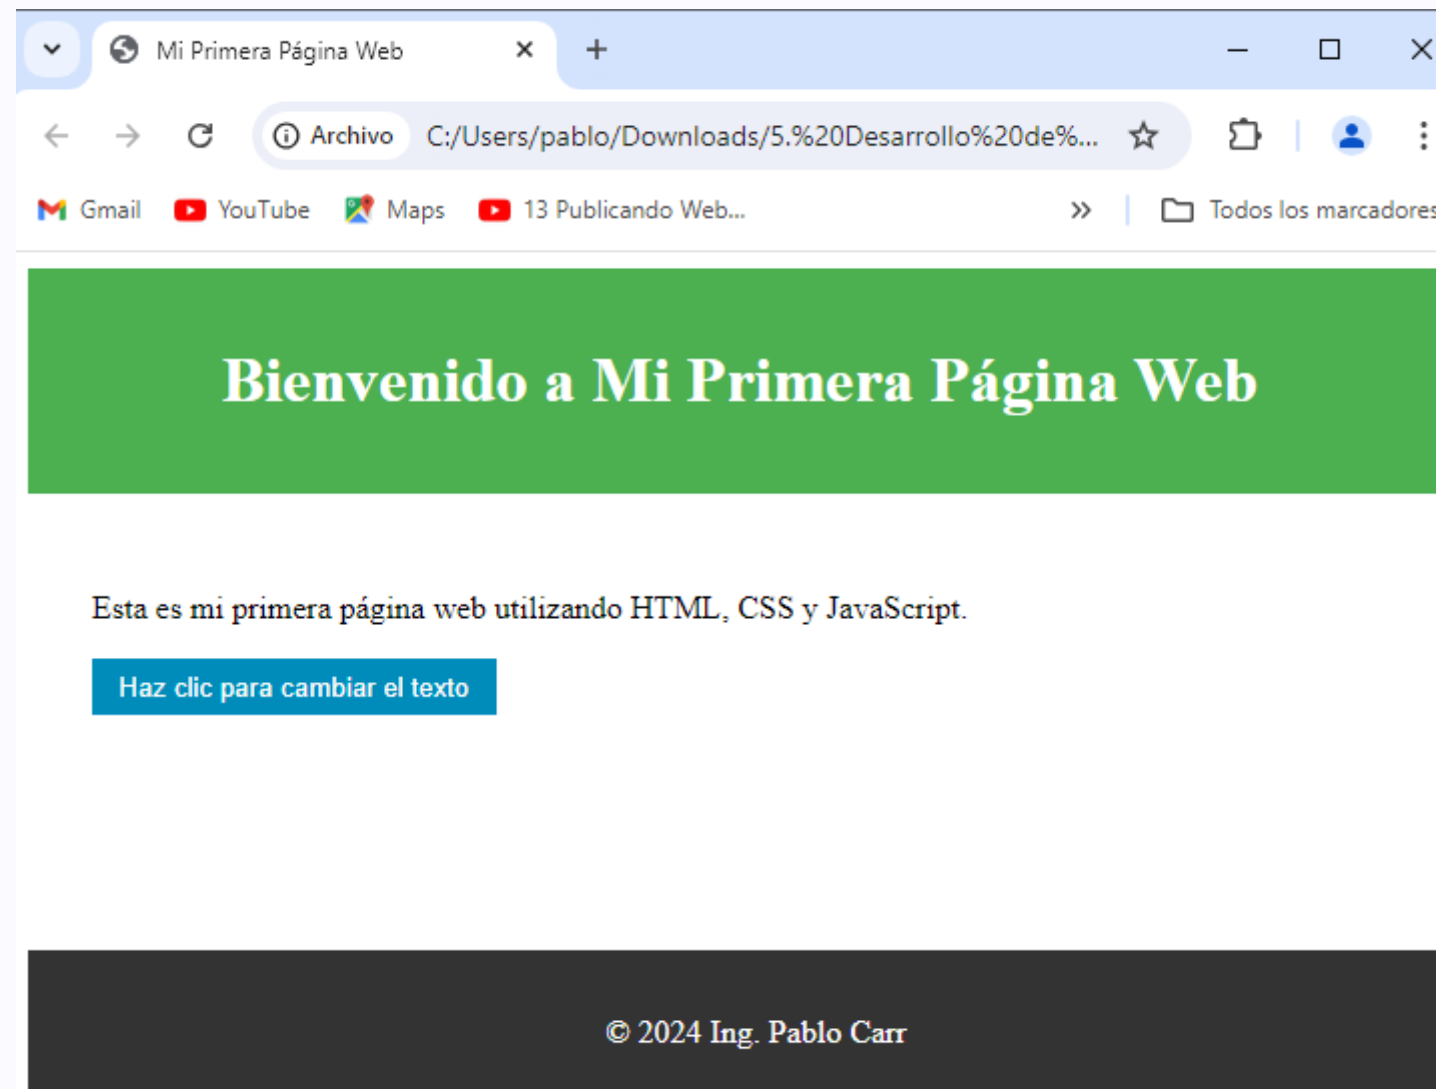 Mi Primera Página Web
Archivo C:/Users/pablo/Downloads/5.%20Desarrollo%20de%...
Gmail YouTube Maps 13 Publicando Web... Todos los marcadores
Bienvenido a Mi Primera Página Web
Esta es mi primera página web utilizando HTML, CSS y JavaScript.
Haz clic para cambiar el texto
© 2024 Ing. Pablo Carr